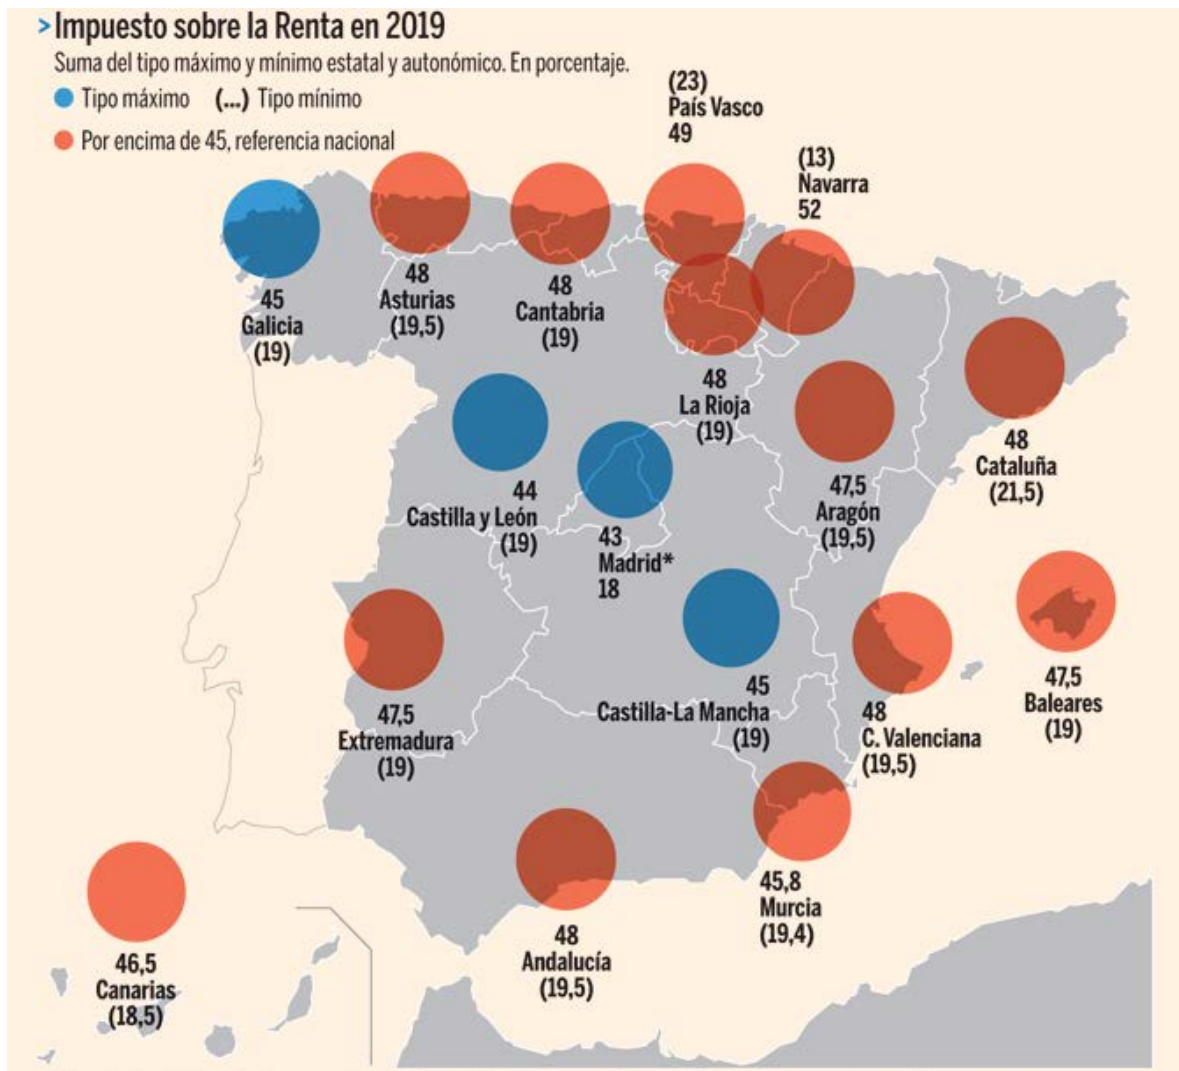 > Impuesto sobre la Renta en 2019
Suma del tipo máximo y mínimo estatal y autonómico. En porcentaje.
Tipo máximo (...) Tipo mínimo
Por encima de 45, referencia nacional
(23)
País Vasco
49
(13)
Navarra
52
45
Galicia
(19)
48
Asturias
(19,5)
48
Cantabria
(19)
48
La Rioja
(19)
48
Cataluña
(21,5)
47,5
Aragón
(19,5)
44
Castilla y León
(19)
43
Madrid*
18
45
Castilla-La Mancha
(19)
47,5
Extremadura
(19)
48
C. Valenciana
(19,5)
47,5
Baleares
(19)
45,8
Murcia
(19,4)
48
Andalucía
(19,5)
46,5
Canarias
(18,5)